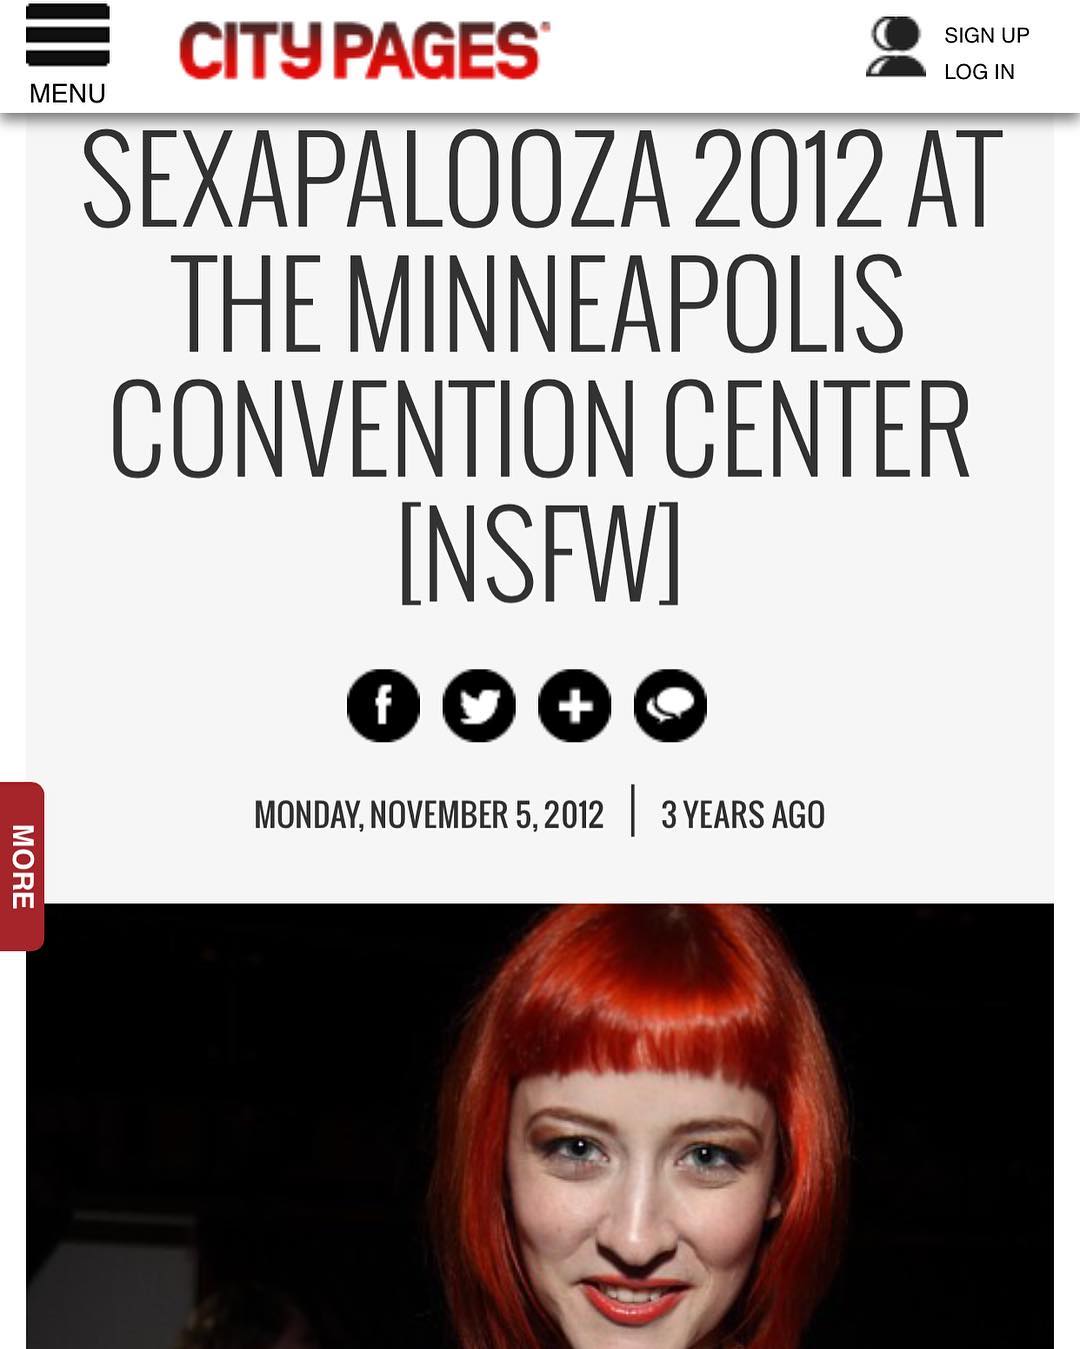 MENU
CITY PAGES
SIGN UP
LOG IN
SEXAPALOOZA 2012 AT
THE MINNEAPOLIS
CONVENTION CENTER
[NSFW]
MONDAY, NOVEMBER 5, 2012 | 3 YEARS AGO
MORE